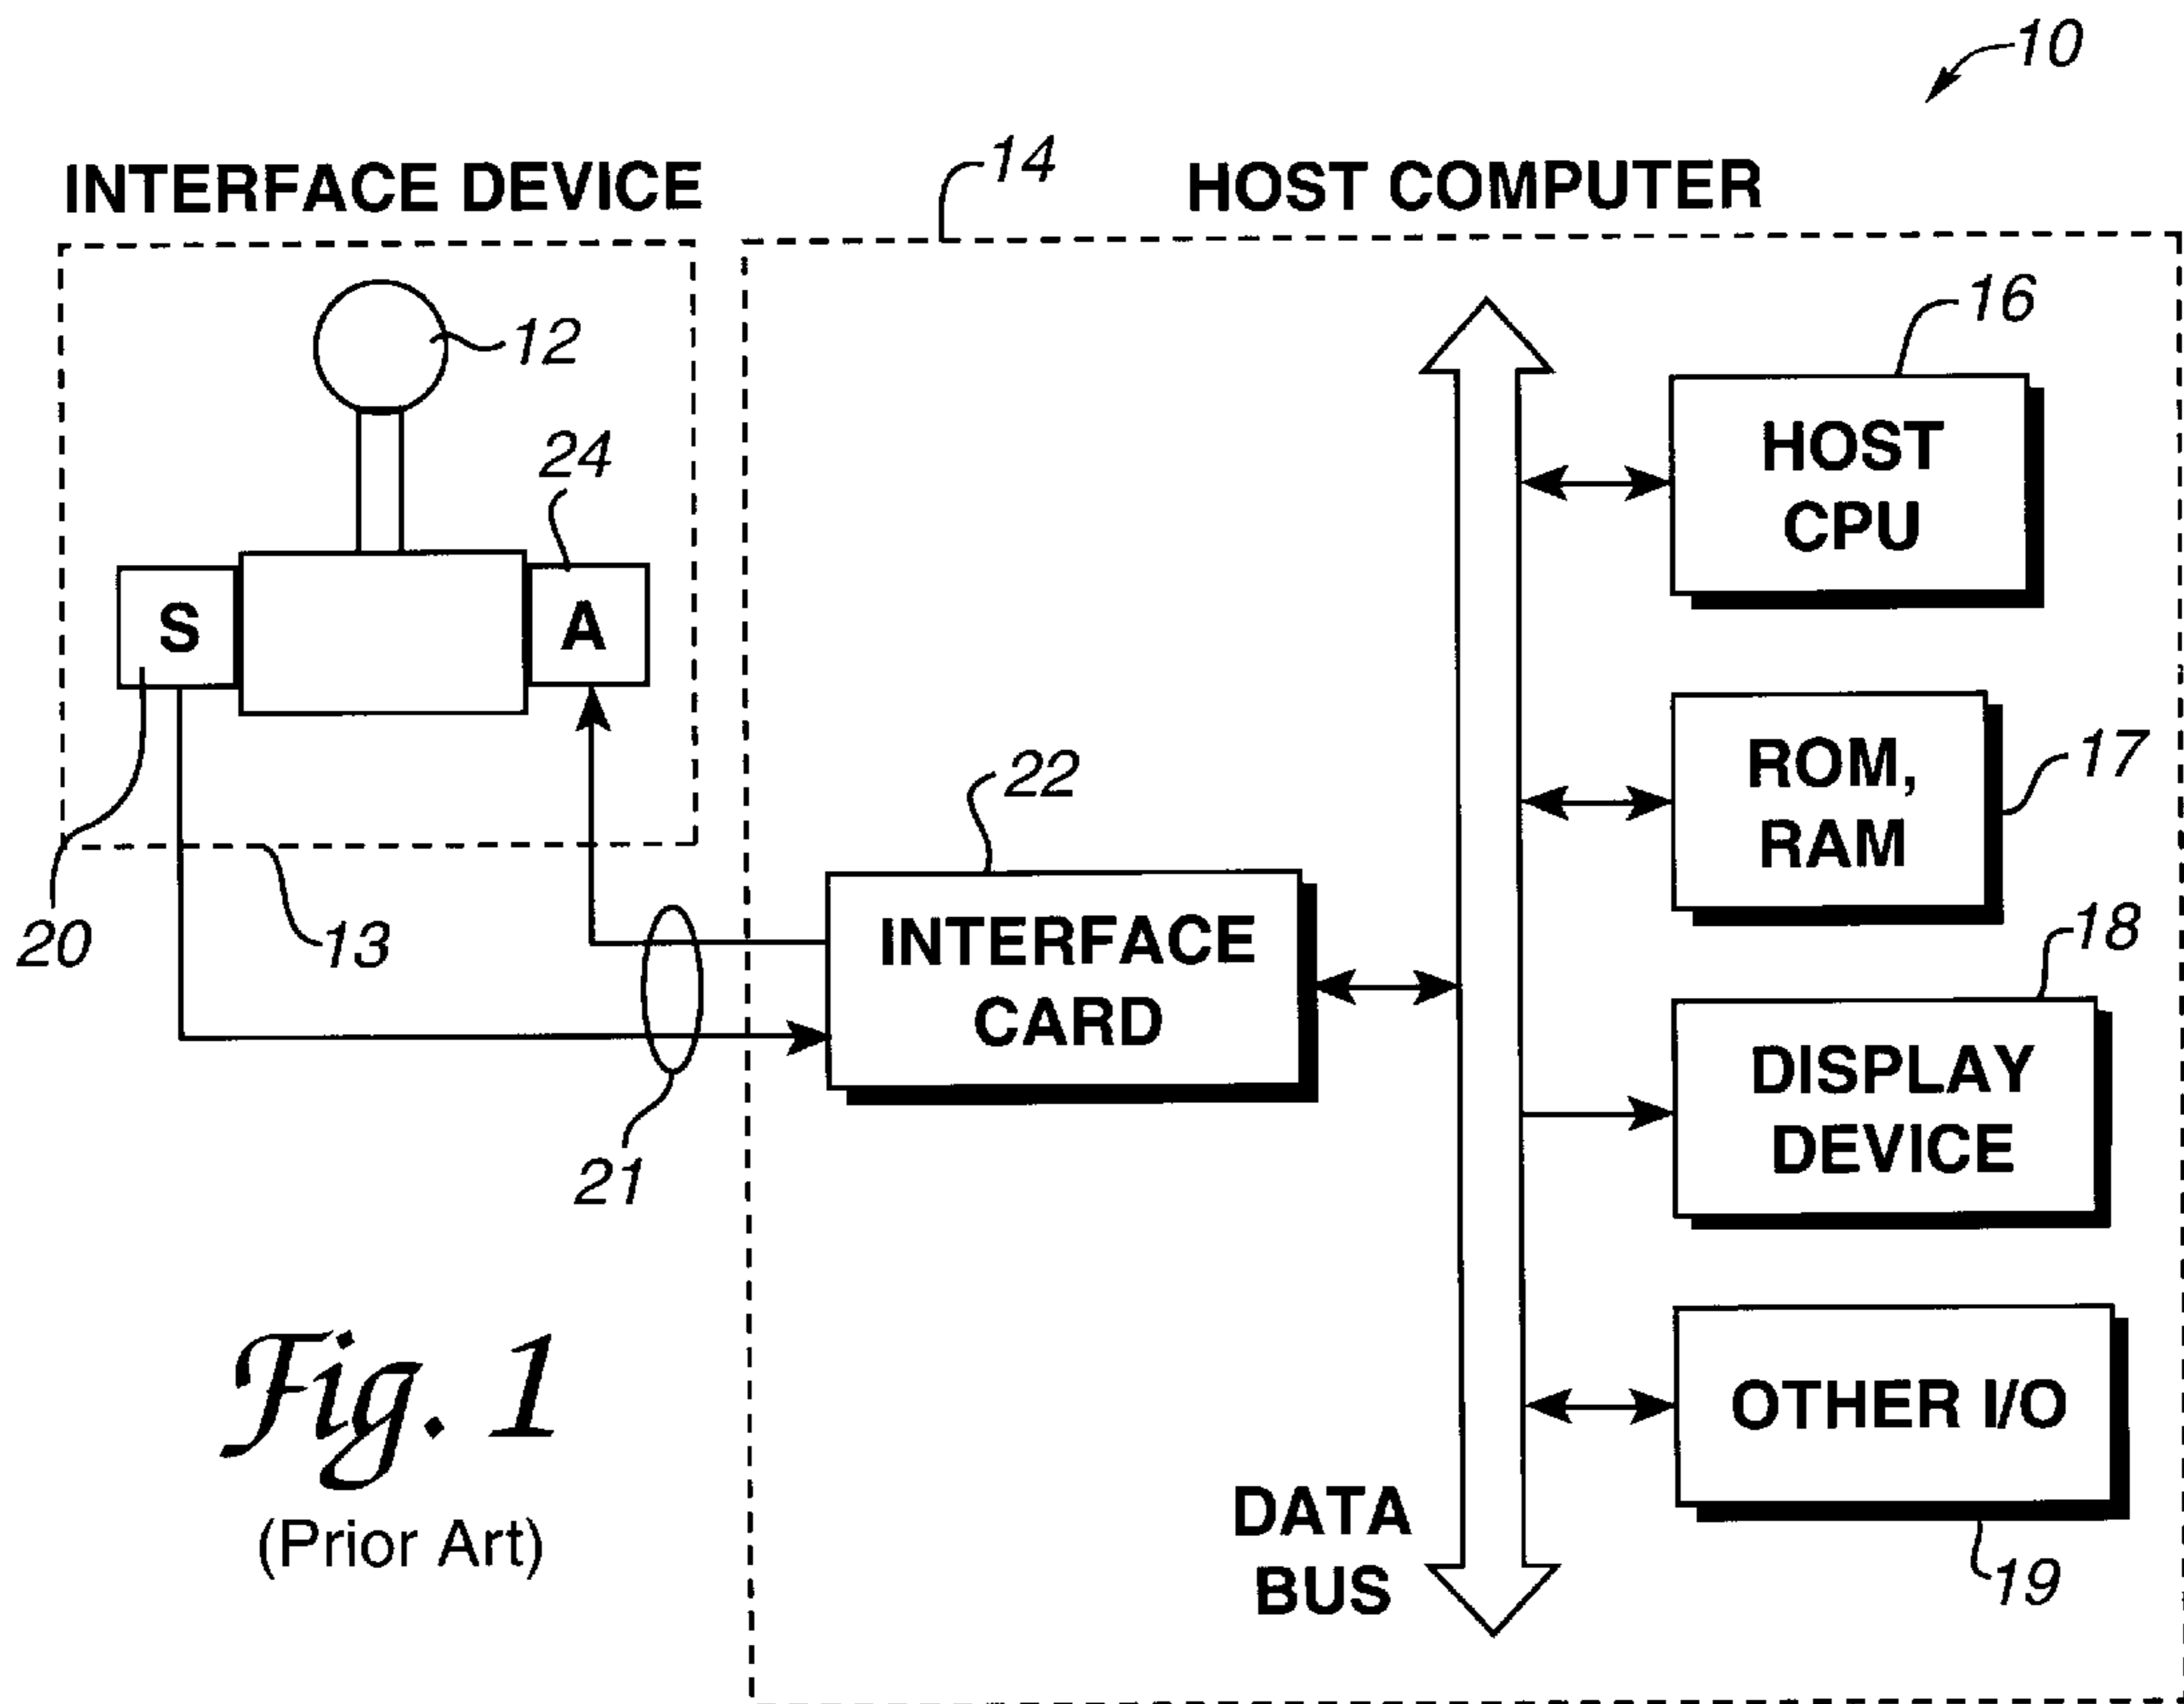 10
INTERFACE DEVICE
14
HOST COMPUTER
12
24
S
A
20
13
21
22
INTERFACE
CARD
16
HOST
CPU
ROM,
RAM
17
18
DISPLAY
DEVICE
OTHER I/O
19
DATA
BUS
Fig. 1
(Prior Art)